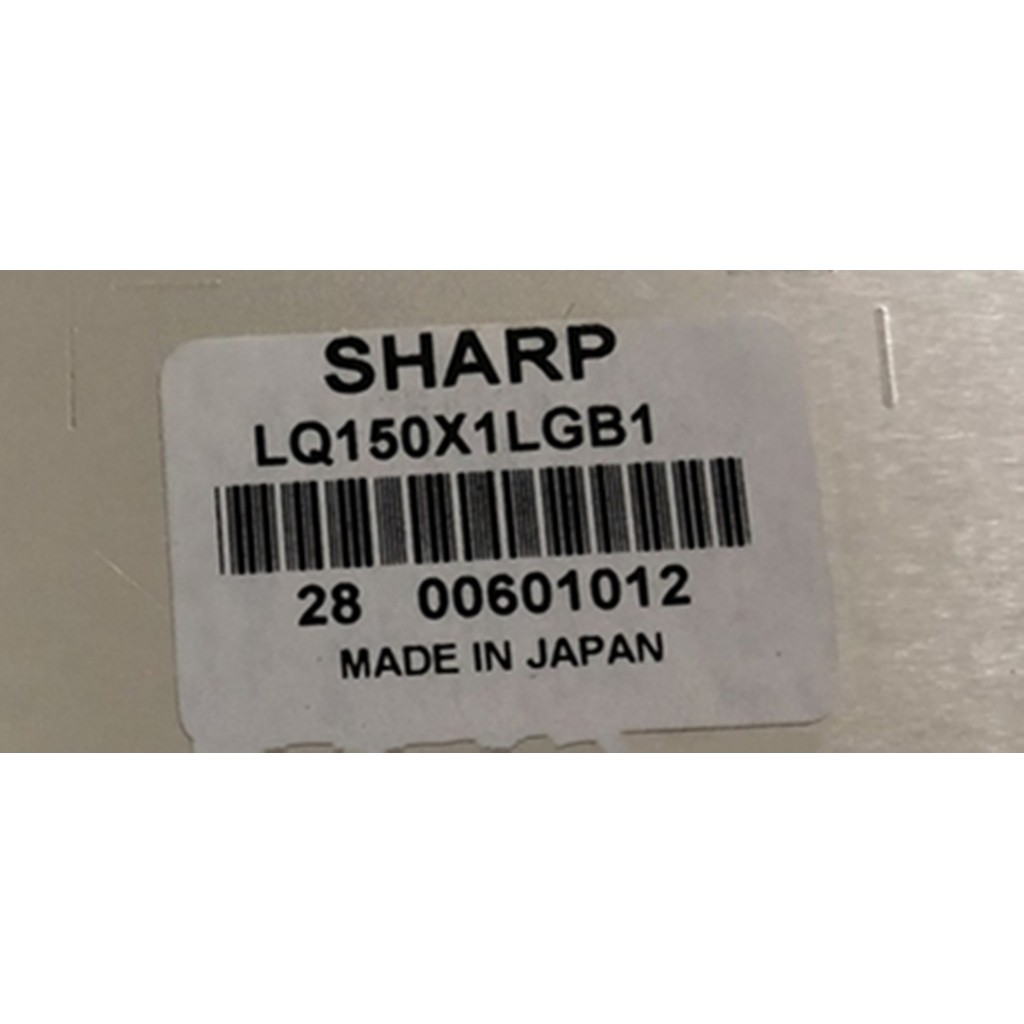 SHARP
LQ150X1LGB1
28 00601012
MADE IN JAPAN